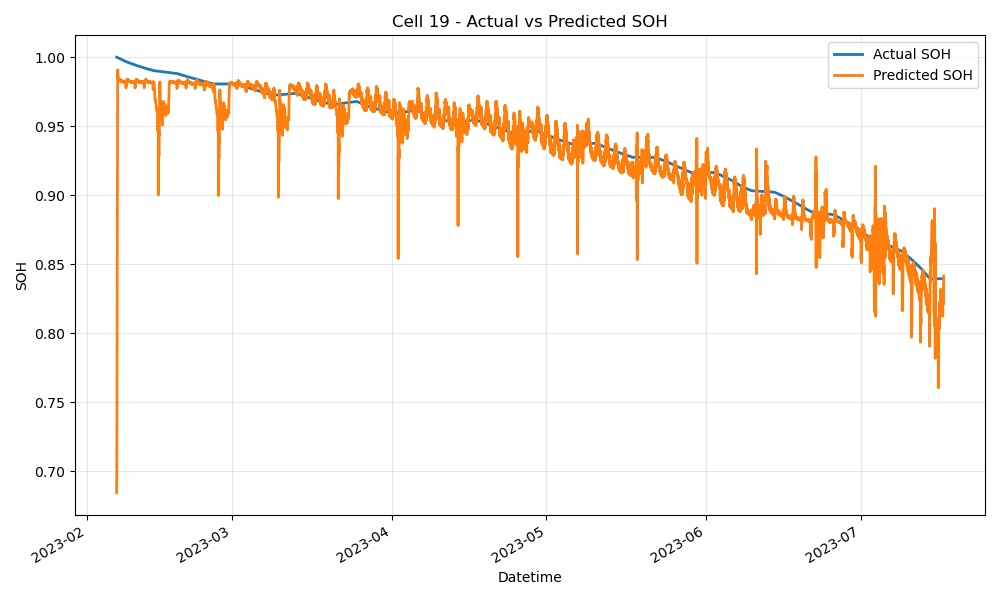 Cell 19 - Actual vs Predicted SOH
Actual SOH
Predicted SOH
1.00
0.95
0.90
0.85
0.80
0.75
0.70
SOH
2023-02
2023-03
2023-04
2023-05
2023-06
2023-07
Datetime